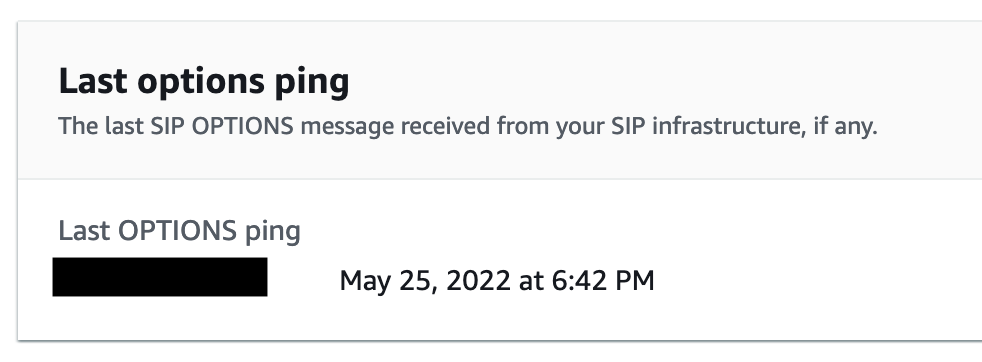 Last options ping
The last SIP OPTIONS message received from your SIP infrastructure, if any.
Last OPTIONS ping
May 25, 2022 at 6:42 PM